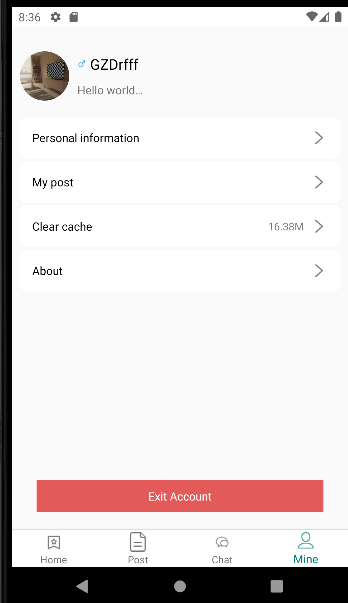 8:36
GZDrfff
Hello world...
Personal information
My post
Clear cache 16.38M
About
Exit Account
Home Post Chat Mine